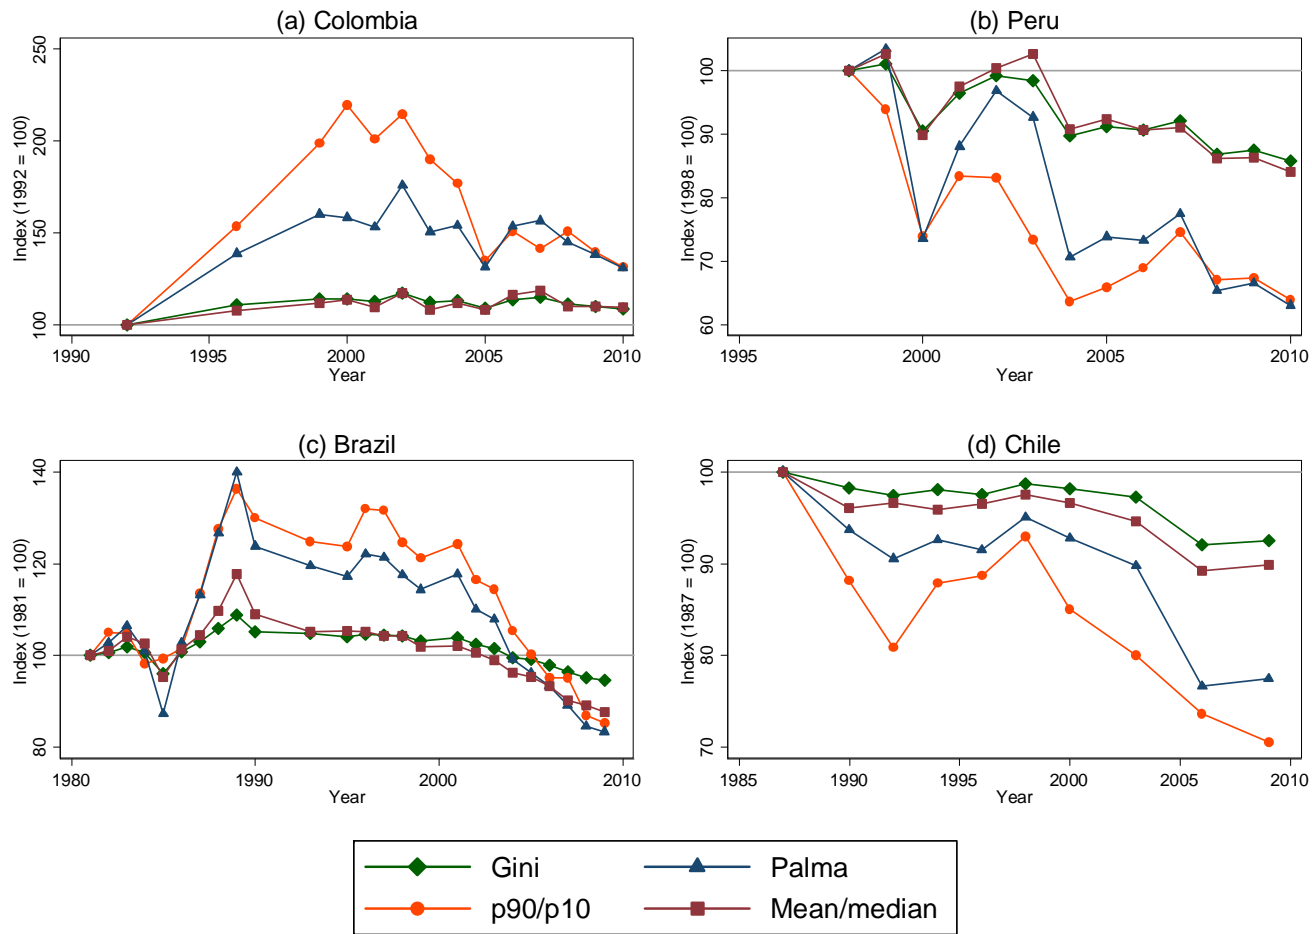 (a) Colombia
Index (1992 = 100)
250
200
150
100
1990 1995 2000 2005 2010
Year
(b) Peru
Index (1998 = 100)
100
90
80
70
60
1995 2000 2005 2010
Year
(c) Brazil
Index (1981 = 100)
140
120
100
80
1980 1990 2000 2010
Year
(d) Chile
Index (1987 = 100)
100
90
80
70
1985 1990 1995 2000 2005 2010
Year
Gini Palma
p90/p10 Mean/median